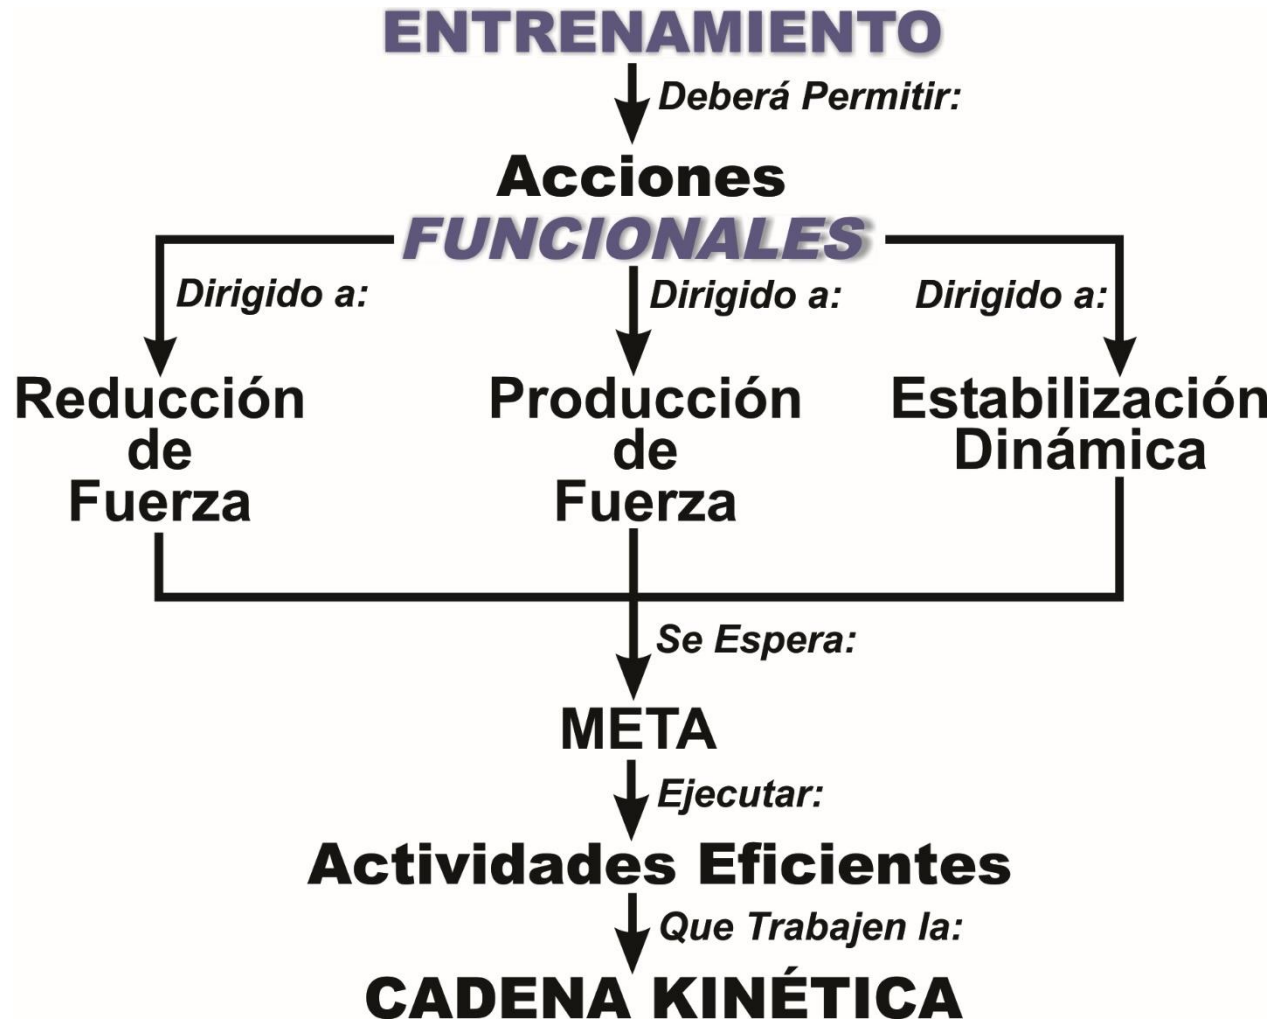 ENTRENAMIENTO
Deberá Permitir:
Acciones
FUNCIONALES
Dirigido a:
Dirigido a:
Dirigido a:
Reducción
de
Fuerza
Producción
de
Fuerza
Estabilización
Dinámica
Se Espera:
META
Ejecutar:
Actividades Eficientes
Que Trabajen la:
CADENA KINÉTICA